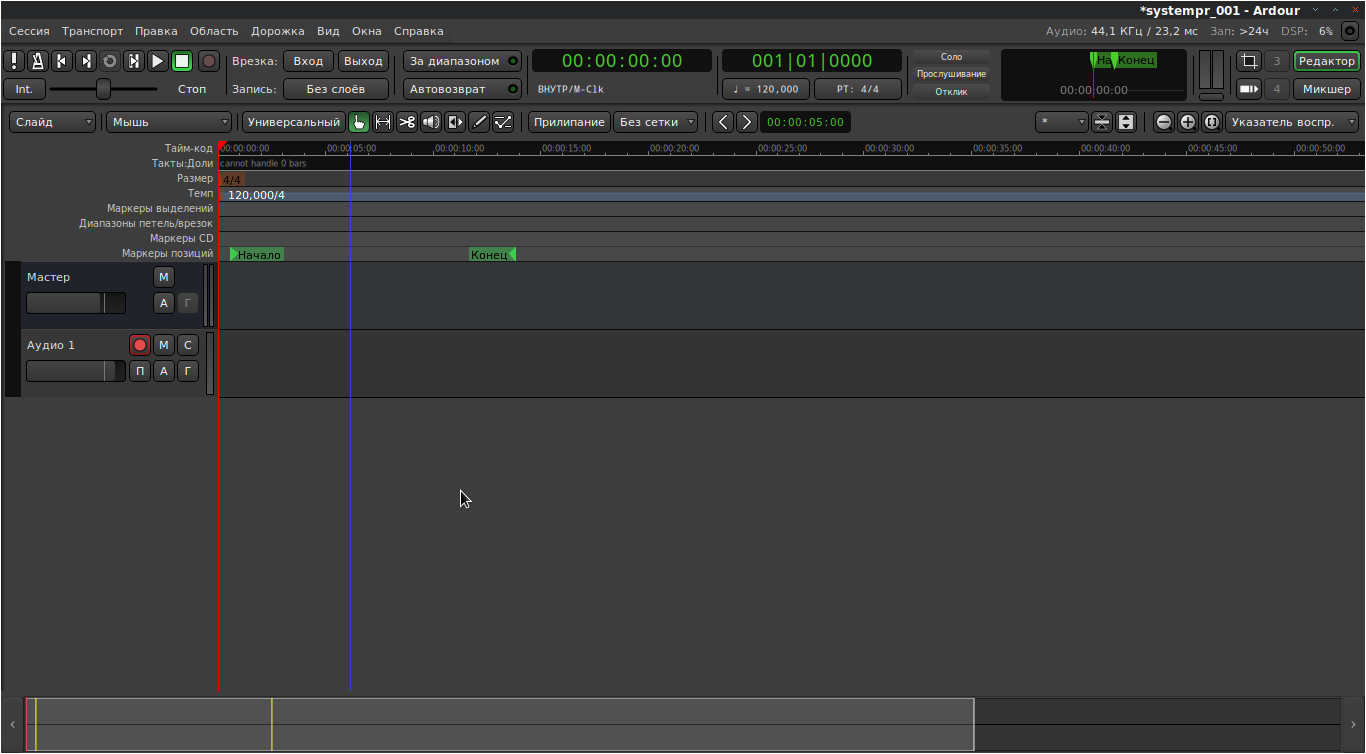 *systempr_001 - Ardour
Сессия Транспорт Правка Область Дорожка Вид Окна Справка
Аудио: 44,1 КГц / 23,2 мс Зап: >24ч DSP: 6%
Врезка: Вход Выход За диапазоном
00:00:00:00
001|01|0000
Соло
Прослушивание
Отклик
Конец
00:00:00:00
3
Редактор
Int.
Стоп
Запись: Без слоёв Автовозврат
ВНУТР/M-Clk
♩ = 120,000
РТ: 4/4
4
Микшер
Слайд Мышь Универсальный Прилипание Без сетки 00:00:05:00 * Указатель воспр.
Тайм-код 00:00:00:00 00:00:05:00 00:00:10:00 00:00:15:00 00:00:20:00 00:00:25:00 00:00:30:00 00:00:35:00 00:00:40:00 00:00:45:00 00:00:50:00
Такты:Доли cannot handle 0 bars
Размер 4/4
Темп 120,000/4
Маркеры выделений
Диапазоны петель/врезок
Маркеры CD
Маркеры позиций Начало Конец
Мастер М
А Г
Аудио 1 М С
П А Г